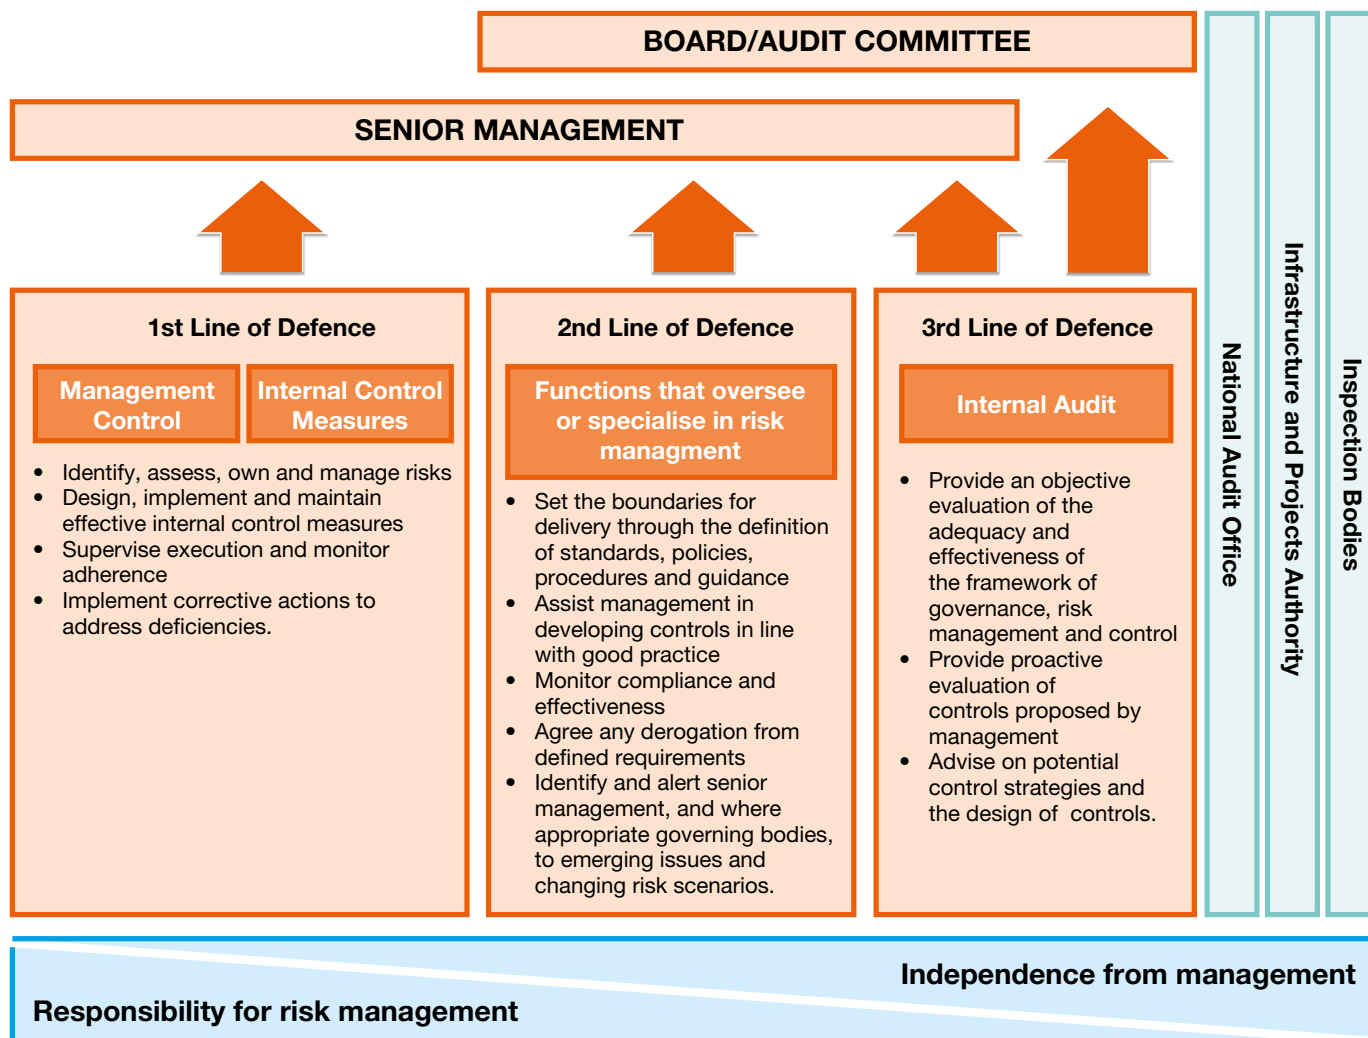 BOARD/AUDIT COMMITTEE
SENIOR MANAGEMENT
1st Line of Defence
Management
Control
Internal Control
Measures
• Identify, assess, own and manage risks
• Design, implement and maintain
effective internal control measures
• Supervise execution and monitor
adherence
• Implement corrective actions to
address deficiencies.
2nd Line of Defence
Functions that oversee
or specialise in risk
managment
• Set the boundaries for
delivery through the definition
of standards, policies,
procedures and guidance
• Assist management in
developing controls in line
with good practice
• Monitor compliance and
effectiveness
• Agree any derogation from
defined requirements
• Identify and alert senior
management, and where
appropriate governing bodies,
to emerging issues and
changing risk scenarios.
3rd Line of Defence
Internal Audit
• Provide an objective
evaluation of the
adequacy and
effectiveness of
the framework of
governance, risk
management and control
• Provide proactive
evaluation of
controls proposed by
management
• Advise on potential
control strategies and
the design of  controls.
National Audit Office
Infrastructure and Projects Authority
Inspection Bodies
Independence from management
Responsibility for risk management